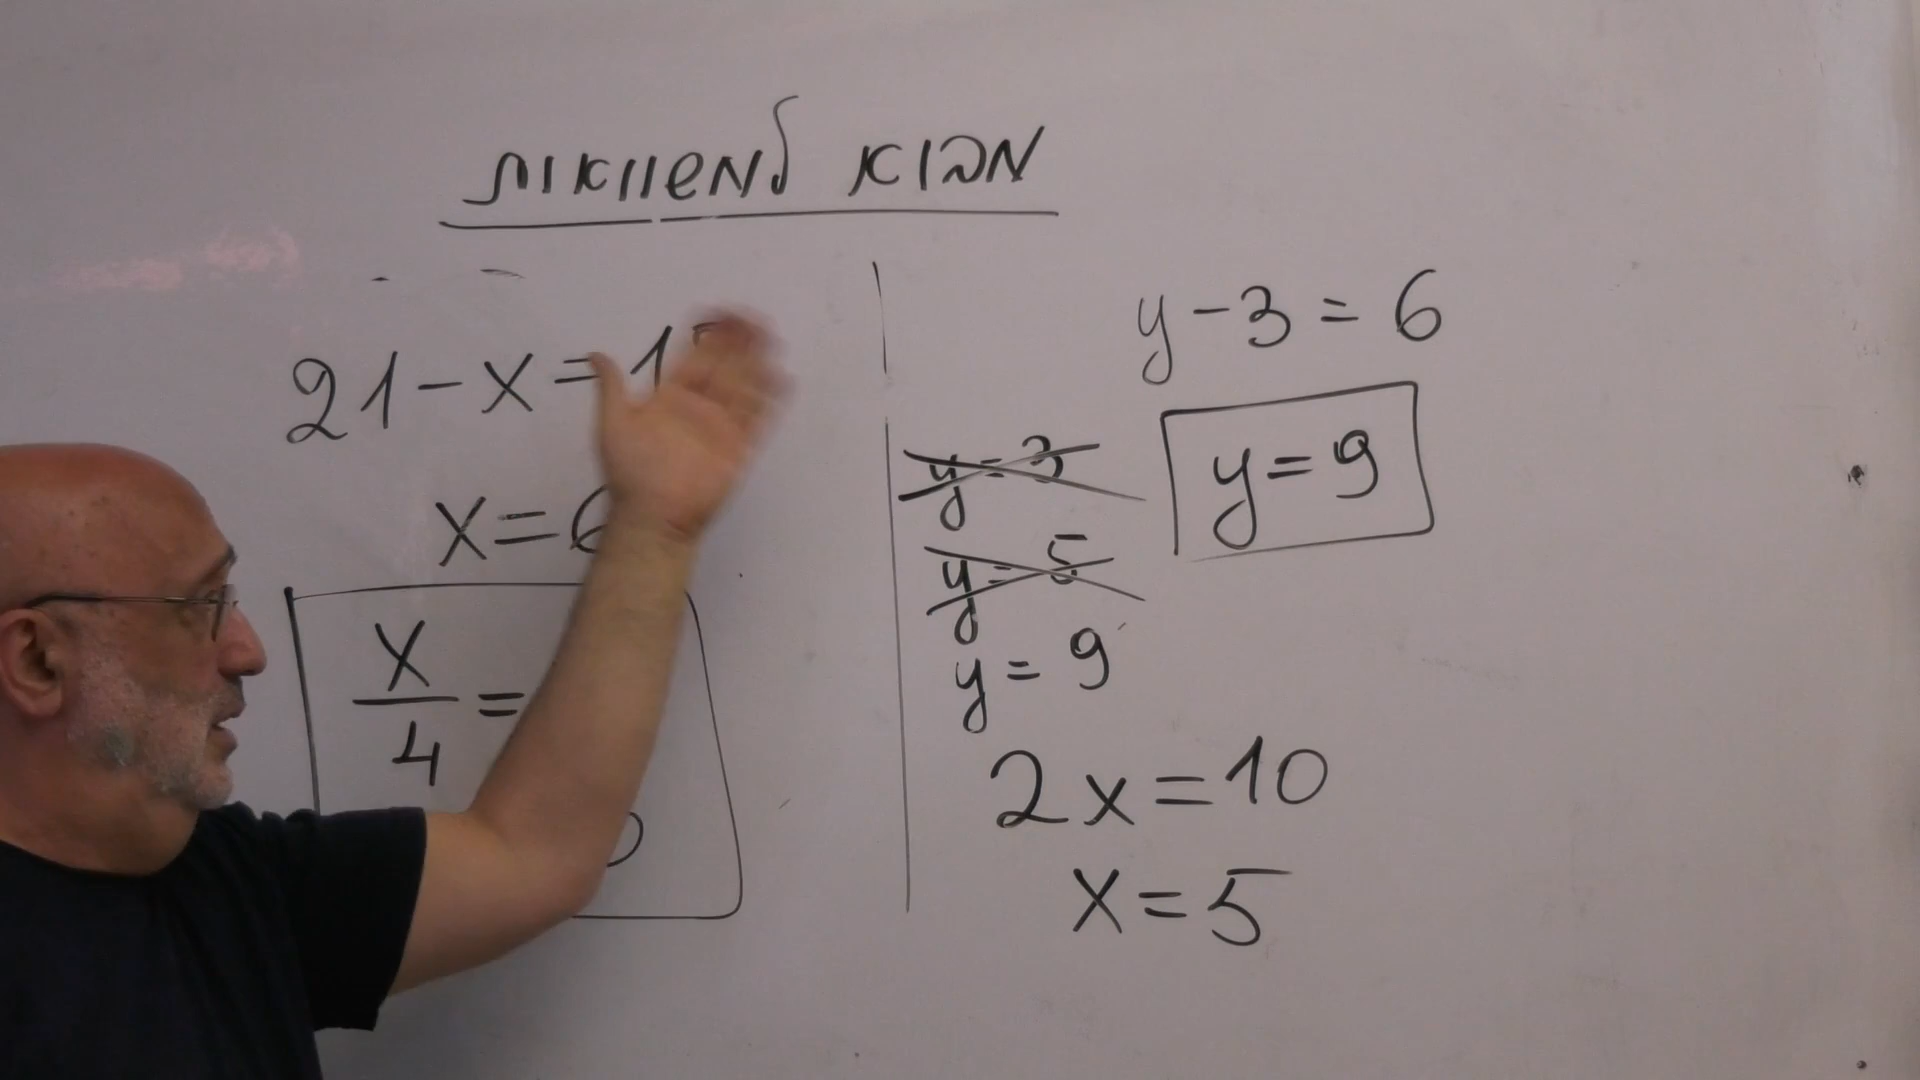 מבוא למשוואות
21 - x = 1
x = 6
x/4 =
y - 3 = 6
y = 9
y = 3
y = 5
y = 9
2x = 10
x = 5